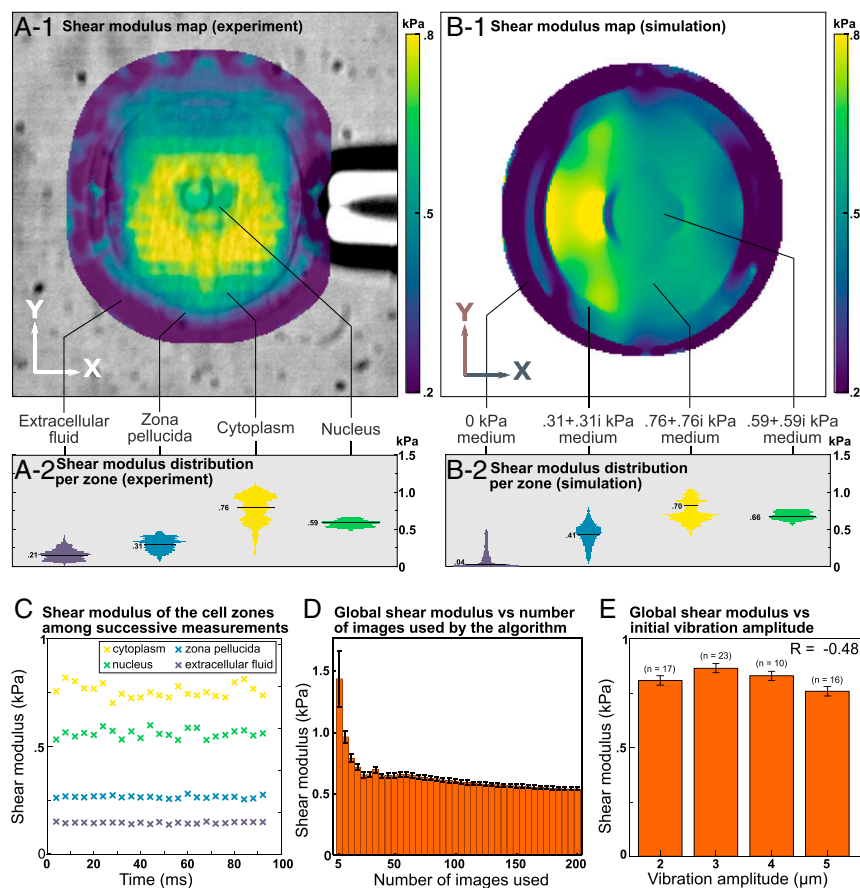 A-1 Shear modulus map (experiment)
kPa
.8
.5
.2
Y
X
B-1 Shear modulus map (simulation)
kPa
.8
.5
.2
Y
X
Extracellular
fluid
Zona
pellucida
Cytoplasm
Nucleus
0 kPa
medium
.31+.31i kPa
medium
.76+.76i kPa
medium
.59+.59i kPa
medium
A-2 Shear modulus distribution
per zone (experiment)
kPa
1.5
1.0
0.5
0
.21
.31
.76
.59
B-2 Shear modulus distribution
per zone (simulation)
kPa
1.5
1.0
0.5
0
.04
.41
.70
.66
C Shear modulus of the cell zones
among successive measurements
cytoplasm
zona pellucida
nucleus
extracellular fluid
Shear modulus (kPa)
1
.5
0
0 20 40 60 80 100
Time (ms)
D Global shear modulus vs number
of images used by the algorithm
Shear modulus (kPa)
1.5
1.0
0.5
0
5 50 100 150 200
Number of images used
E Global shear modulus vs
initial vibration amplitude
R = -0.48
(n = 17)
(n = 23)
(n = 10)
(n = 16)
Shear modulus (kPa)
1
.5
0
2 3 4 5
Vibration amplitude (µm)